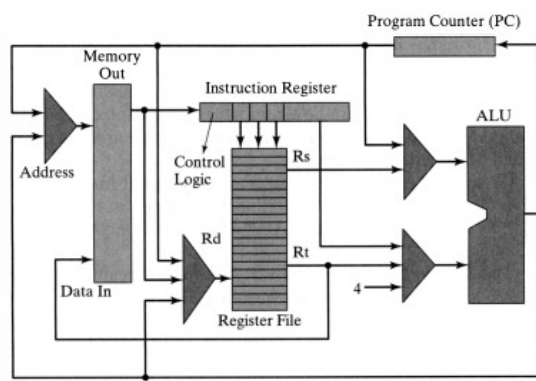 Program Counter (PC)
Memory
Out
Instruction Register
ALU
Control
Logic
Rs
Address
Rd
Rt
Data In
4
Register File